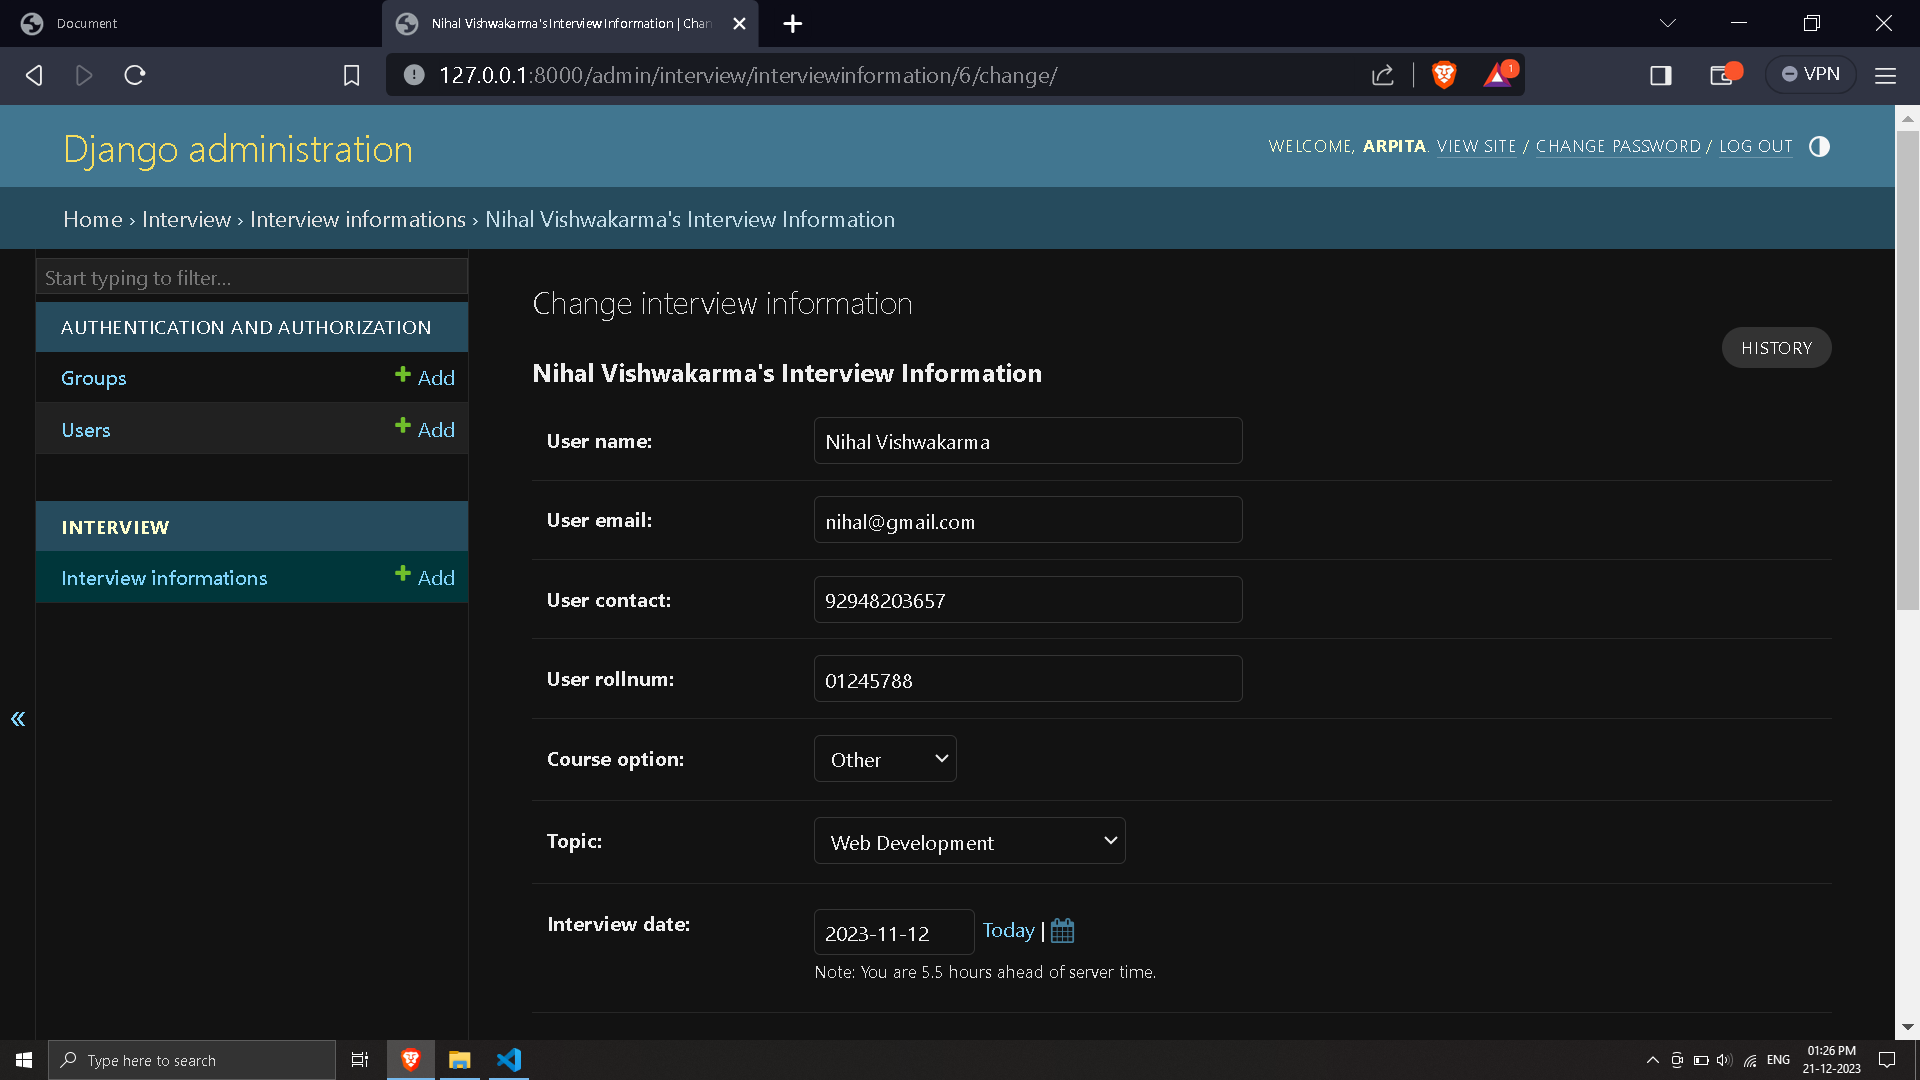 Document
Nihal Vishwakarma's Interview Information | Chan
127.0.0.1:8000/admin/interview/interviewinformation/6/change/
1
VPN
Django administration
WELCOME, ARPITA. VIEW SITE / CHANGE PASSWORD / LOG OUT
Home › Interview › Interview informations › Nihal Vishwakarma's Interview Information
Start typing to filter...
AUTHENTICATION AND AUTHORIZATION
Groups + Add
Users + Add
INTERVIEW
Interview informations + Add
«
Change interview information
HISTORY
Nihal Vishwakarma's Interview Information
User name: Nihal Vishwakarma
User email: nihal@gmail.com
User contact: 92948203657
User rollnum: 01245788
Course option: Other
Topic: Web Development
Interview date: 2023-11-12 Today |
Note: You are 5.5 hours ahead of server time.
Type here to search
ENG
01:26 PM
21-12-2023